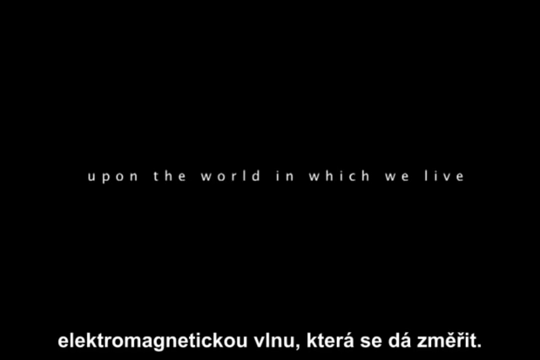 upon the world in which we live
elektromagnetickou vlnu, která se dá změřit.